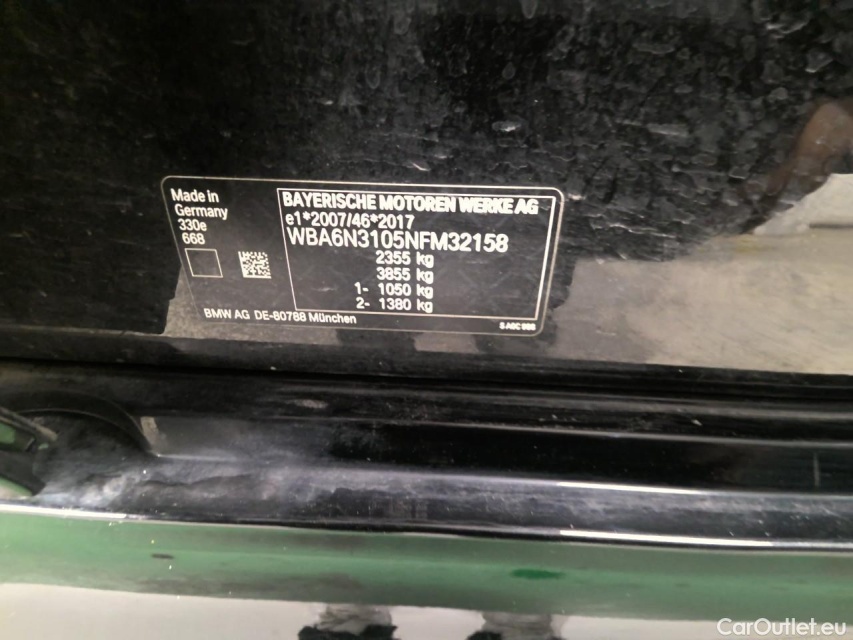 Made in
Germany
330e
668
BAYERISCHE MOTOREN WERKE AG
e1*2007/46*2017
WBA6N3105NFM32158
2355 kg
3855 kg
1- 1050 kg
2- 1380 kg
BMW AG DE-80788 München
CarOutlet.eu